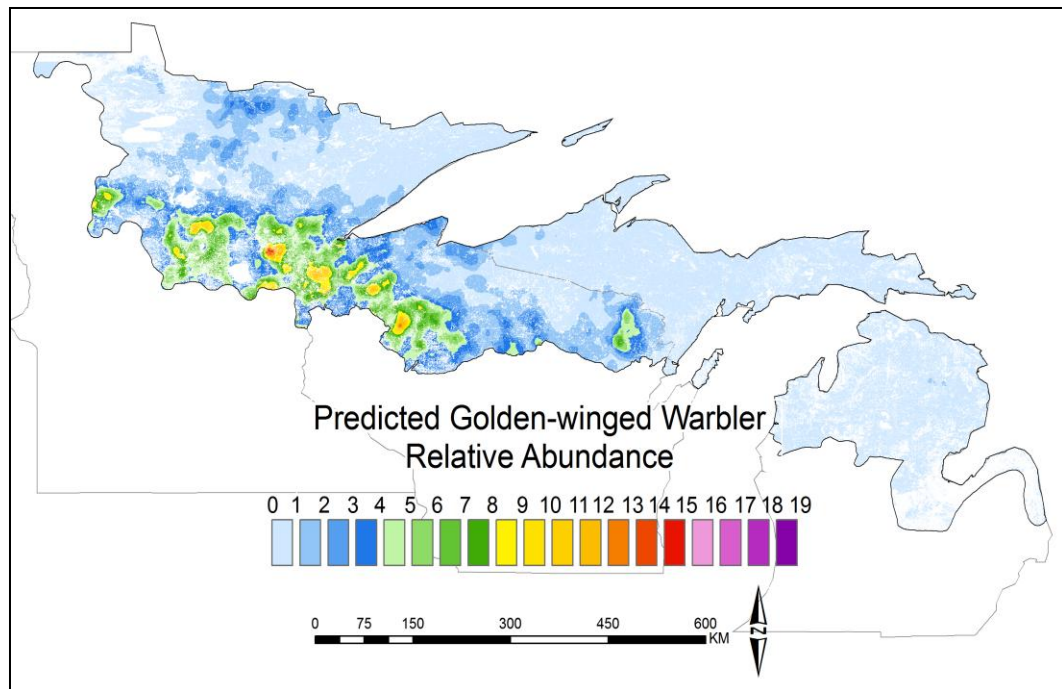 Predicted Golden-winged Warbler
Relative Abundance
0 1 2 3 4 5 6 7 8 9 10 11 12 13 14 15 16 17 18 19
0 75 150 300 450 600
KM
N